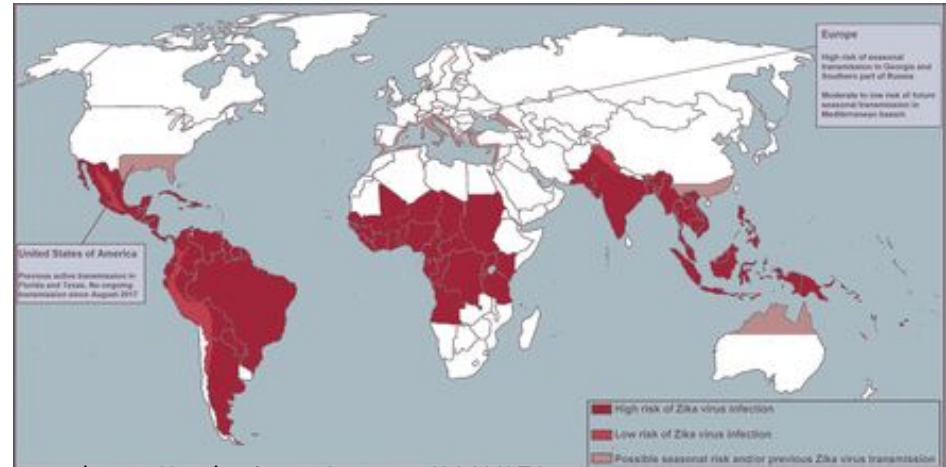 Europe
High risk of seasonal
transmission in Georgia and
Southern part of Russia
Moderate to low risk of future
seasonal transmission in
Mediterranean bassin
United States of America
Previous active transmission in
Florida and Texas. No ongoing
transmission since August 2017
High risk of Zika virus infection
Low risk of Zika virus infection
Possible seasonal risk and/or previous Zika virus transmission